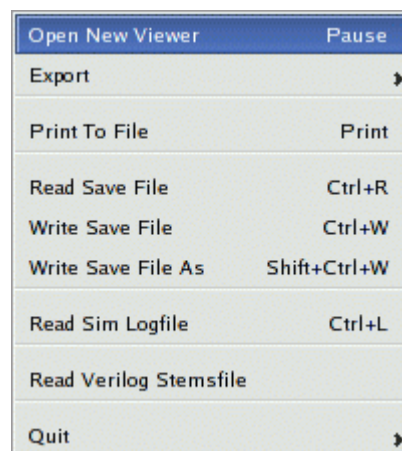 Open New Viewer Pause
Export
Print To File Print
Read Save File Ctrl+R
Write Save File Ctrl+W
Write Save File As Shift+Ctrl+W
Read Sim Logfile Ctrl+L
Read Verilog Stemsfile
Quit